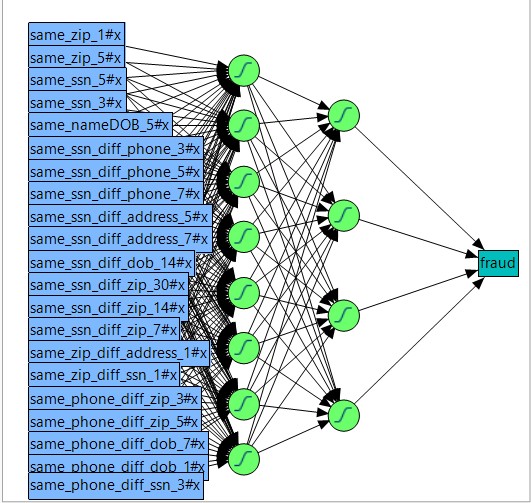 same_zip_1#x
same_zip_5#x
same_ssn_5#x
same_ssn_3#x
same_nameDOB_5#x
same_ssn_diff_phone_3#x
same_ssn_diff_phone_5#x
same_ssn_diff_phone_7#x
same_ssn_diff_address_5#x
same_ssn_diff_address_7#x
same_ssn_diff_dob_14#x
same_ssn_diff_zip_30#x
same_ssn_diff_zip_14#x
same_ssn_diff_zip_7#x
same_zip_diff_address_1#x
same_zip_diff_ssn_1#x
same_phone_diff_zip_3#x
same_phone_diff_zip_5#x
same_phone_diff_dob_7#x
same_phone_diff_dob_1#x
same_phone_diff_ssn_3#x
fraud